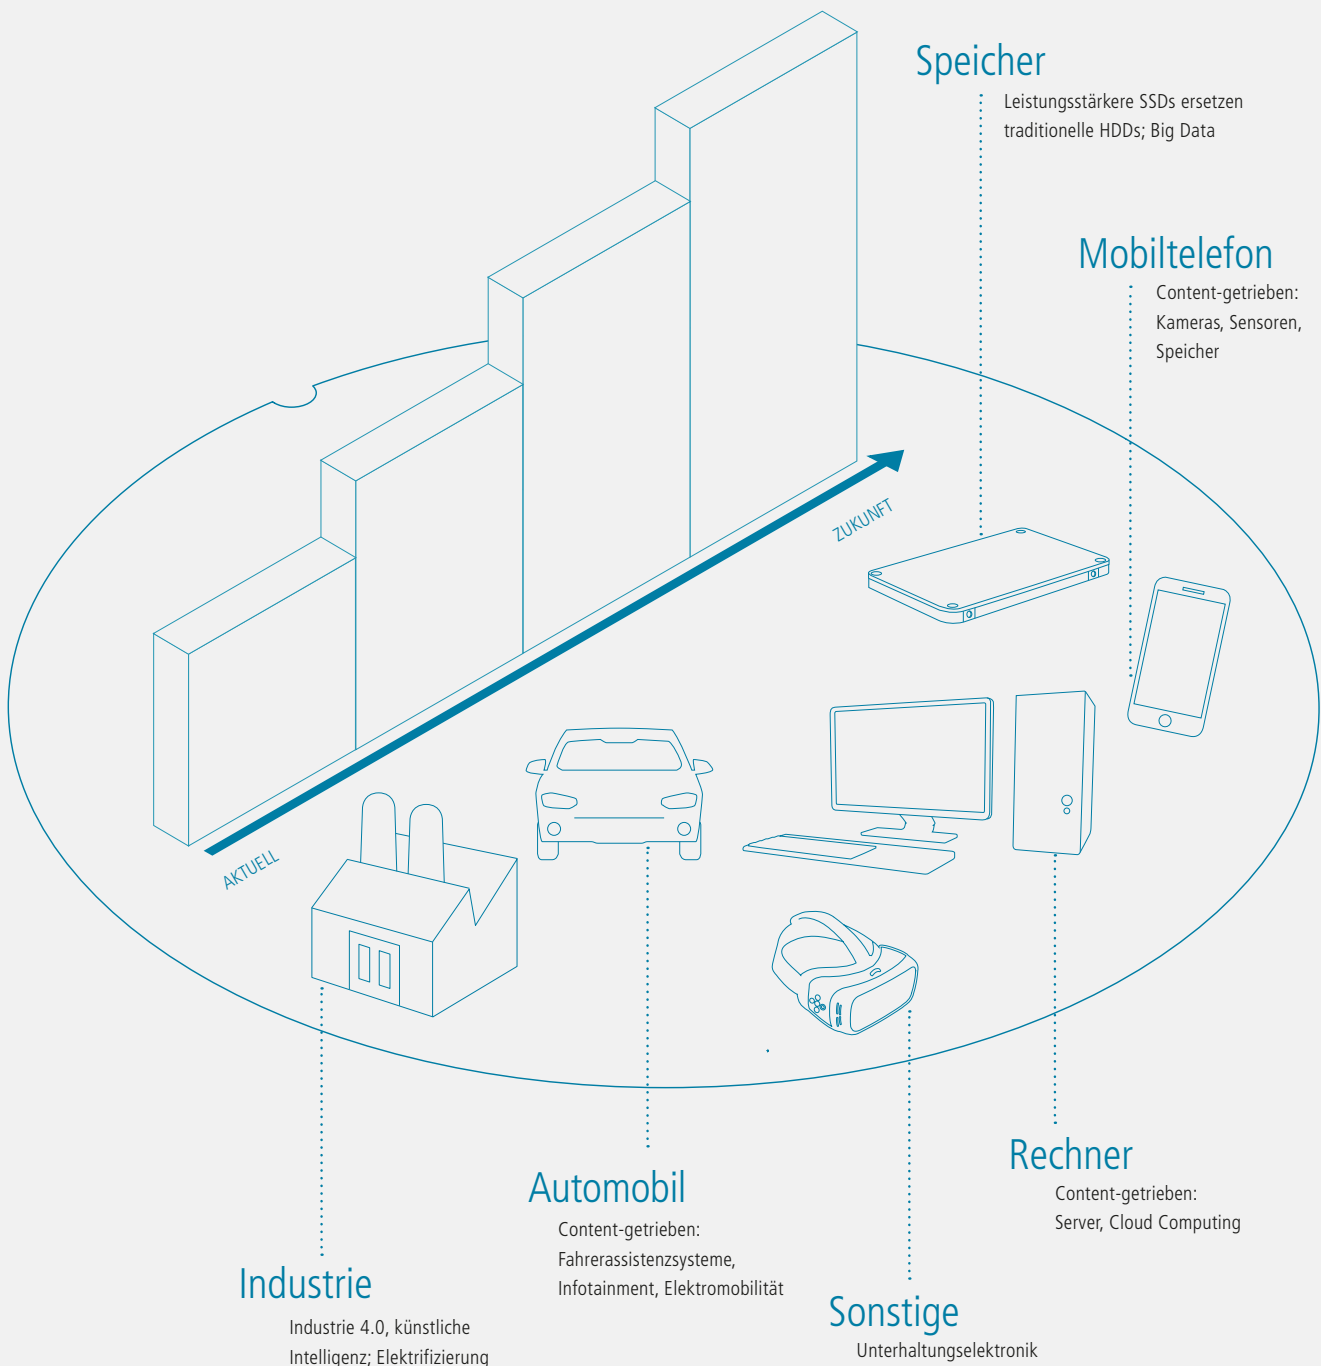 Speicher
Leistungsstärkere SSDs ersetzen
traditionelle HDDs; Big Data
Mobiltelefon
Content-getrieben:
Kameras, Sensoren,
Speicher
ZUKUNFT
AKTUELL
Rechner
Content-getrieben:
Server, Cloud Computing
Automobil
Content-getrieben:
Fahrerassistenzsysteme,
Infotainment, Elektromobilität
Industrie
Industrie 4.0, künstliche
Intelligenz; Elektrifizierung
Sonstige
Unterhaltungselektronik